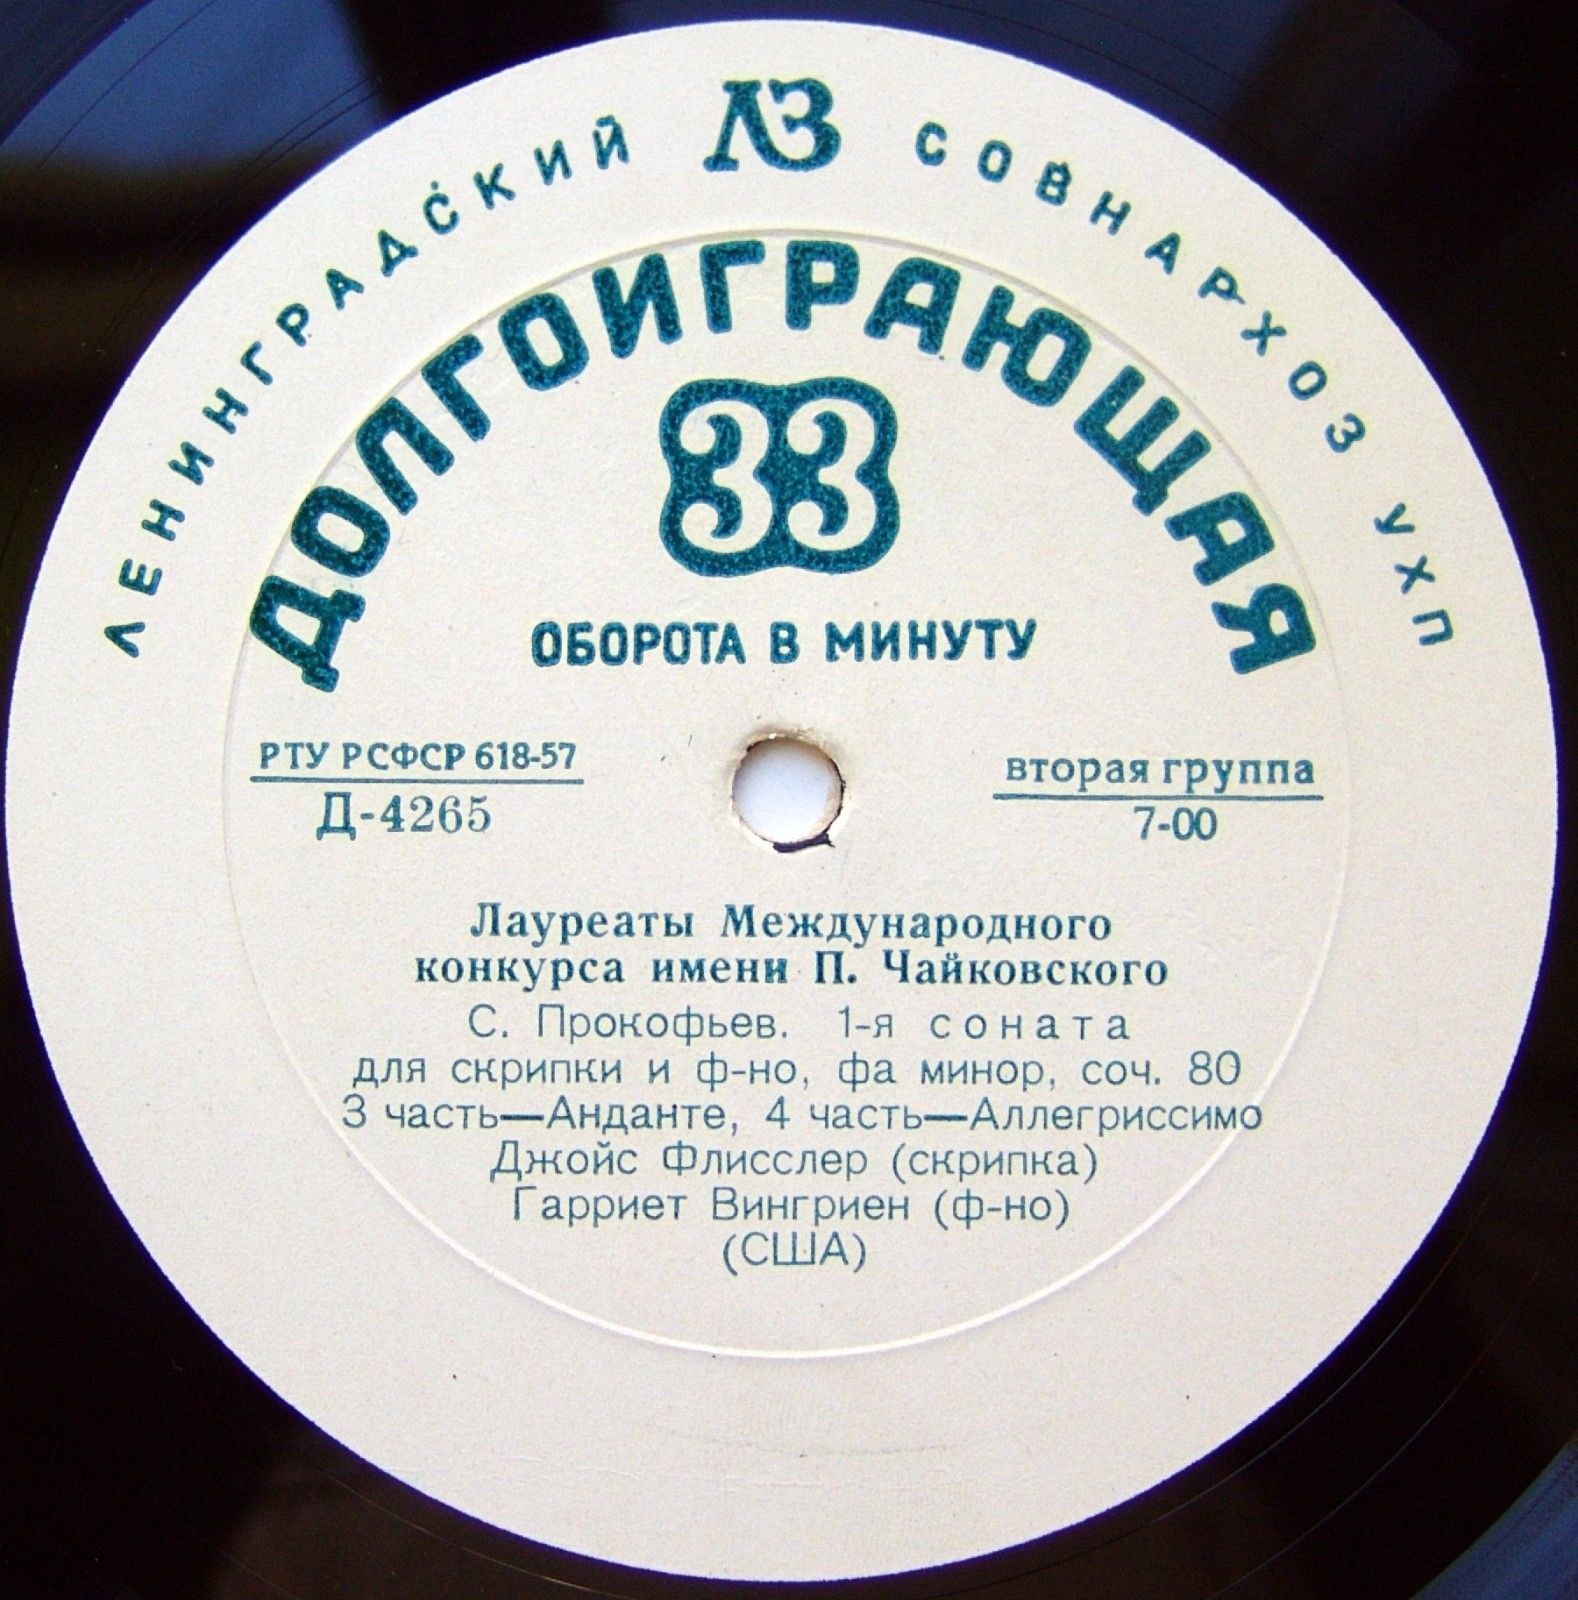 ЛЕНИНГРАДСКИЙ ЛЗ СОВНАРХОЗ УХП
ДОЛГОИГРАЮЩАЯ
33
ОБОРОТА В МИНУТУ
РТУ РСФСР 618-57
Д-4265
вторая группа
7-00
Лауреаты Международного
конкурса имени П. Чайковского
С. Прокофьев. 1-я соната
для скрипки и ф-но, фа минор, соч. 80
3 часть—Анданте, 4 часть—Аллегриссимо
Джойс Флисслер (скрипка)
Гарриет Вингриен (ф-но)
(США)